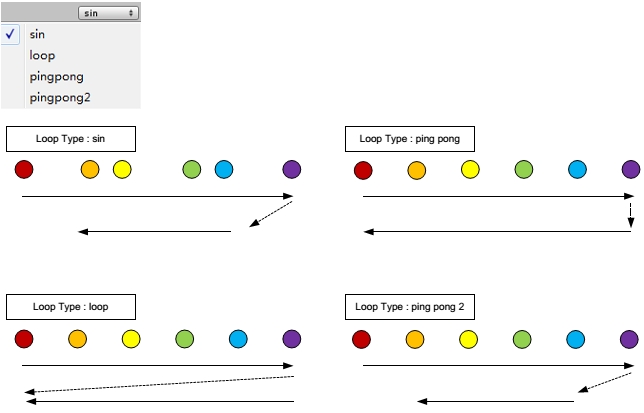 sin
sin
loop
pingpong
pingpong2
Loop Type : sin
Loop Type : ping pong
Loop Type : loop
Loop Type : ping pong 2